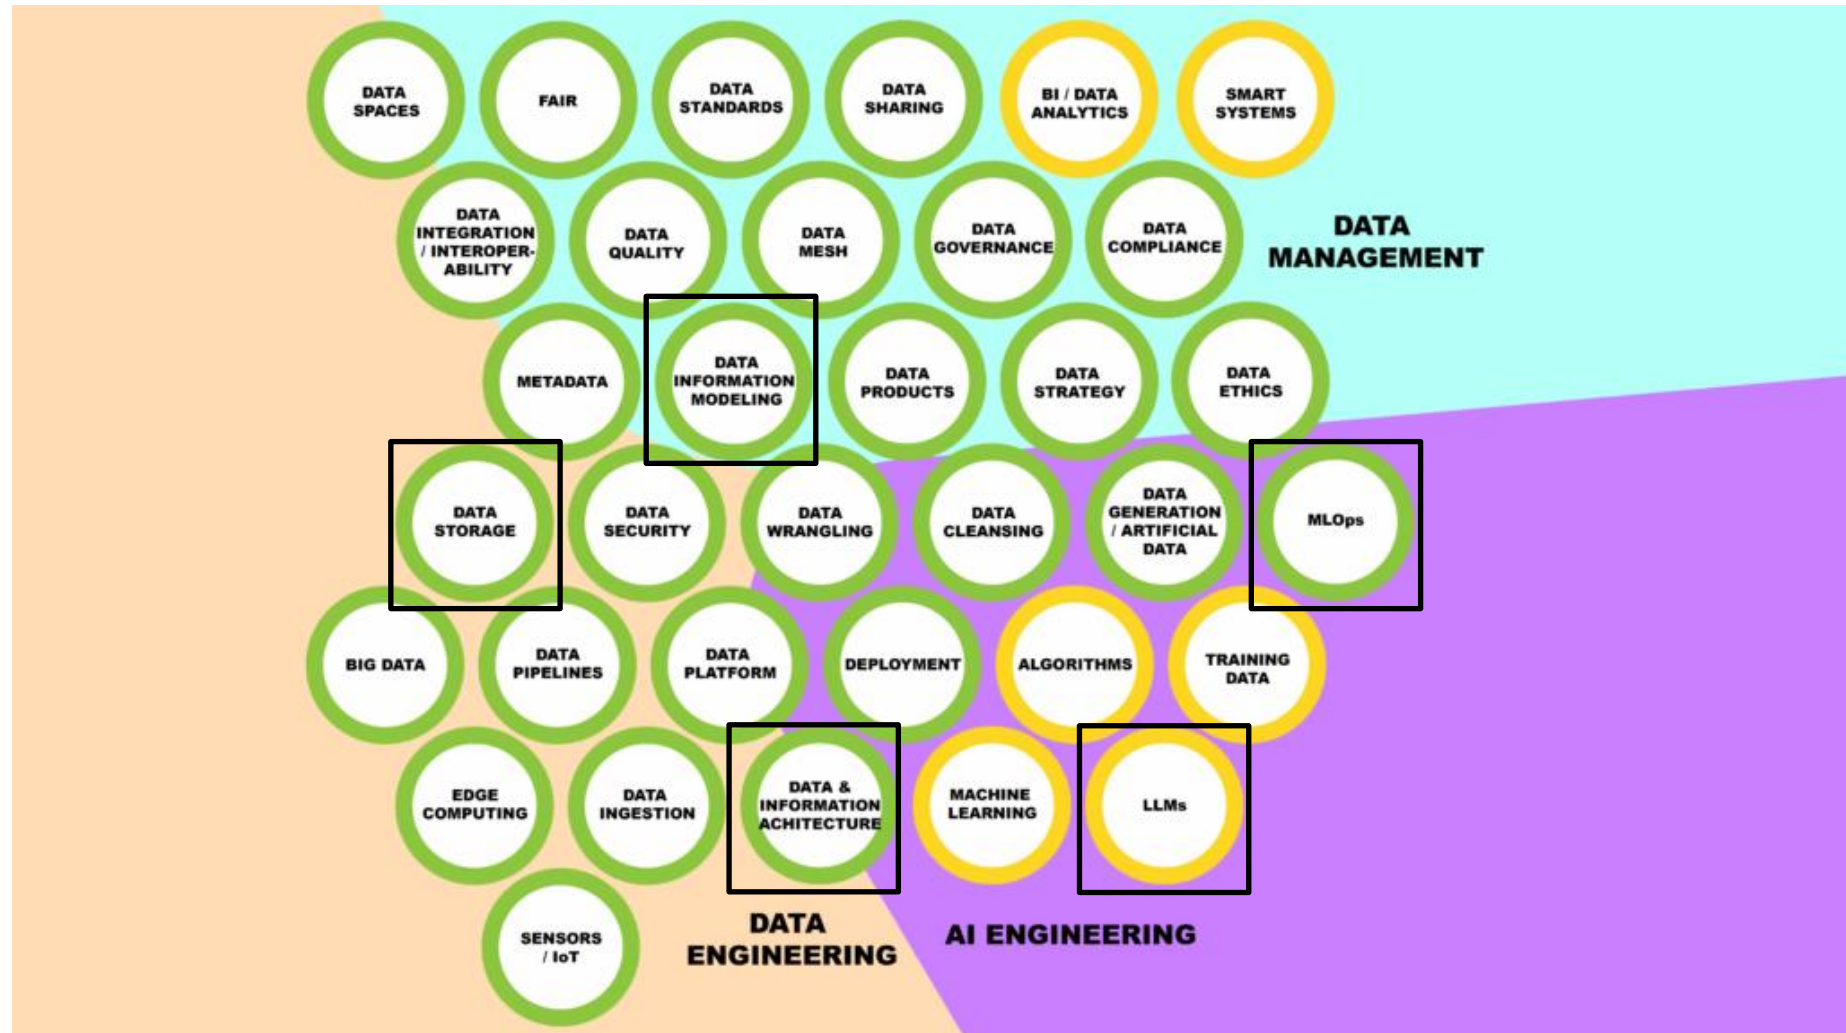 DATA
SPACES
FAIR
DATA
STANDARDS
DATA
SHARING
BI / DATA
ANALYTICS
SMART
SYSTEMS
DATA
INTEGRATION
/ INTEROPER-
ABILITY
DATA
QUALITY
DATA
MESH
DATA
GOVERNANCE
DATA
COMPLIANCE
DATA
MANAGEMENT
METADATA
DATA
INFORMATION
MODELING
DATA
PRODUCTS
DATA
STRATEGY
DATA
ETHICS
DATA
STORAGE
DATA
SECURITY
DATA
WRANGLING
DATA
CLEANSING
DATA
GENERATION
/ ARTIFICIAL
DATA
MLOps
BIG DATA
DATA
PIPELINES
DATA
PLATFORM
DEPLOYMENT
ALGORITHMS
TRAINING
DATA
EDGE
COMPUTING
DATA
INGESTION
DATA &
INFORMATION
ACHITECTURE
MACHINE
LEARNING
LLMs
SENSORS
/ IoT
DATA
ENGINEERING
AI ENGINEERING